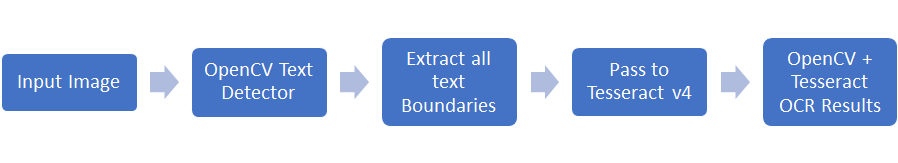 Input Image
OpenCV Text
Detector
Extract all
text
Boundaries
Pass to
Tesseract v4
OpenCV +
Tesseract
OCR Results